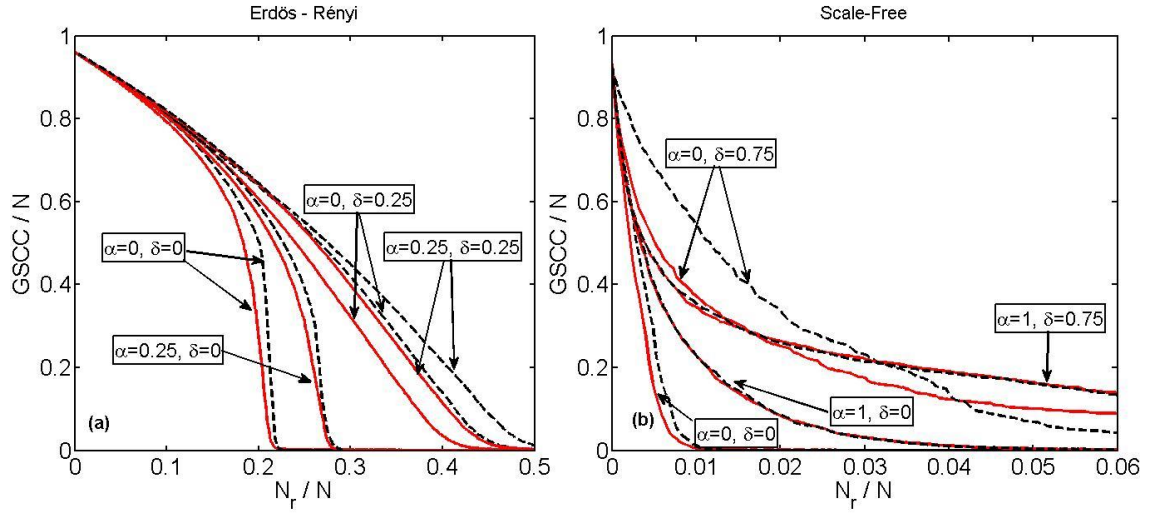 Erdös - Rényi
GSCC / N
1
0.8
0.6
0.4
0.2
0
α=0, δ=0.25
α=0.25, δ=0.25
α=0, δ=0
α=0.25, δ=0
(a)
0
0.1
0.2
0.3
0.4
0.5
N_r / N
Scale-Free
GSCC / N
1
0.8
0.6
0.4
0.2
0
α=0, δ=0.75
α=1, δ=0.75
α=1, δ=0
α=0, δ=0
(b)
0
0.01
0.02
0.03
0.04
0.05
0.06
N_r / N